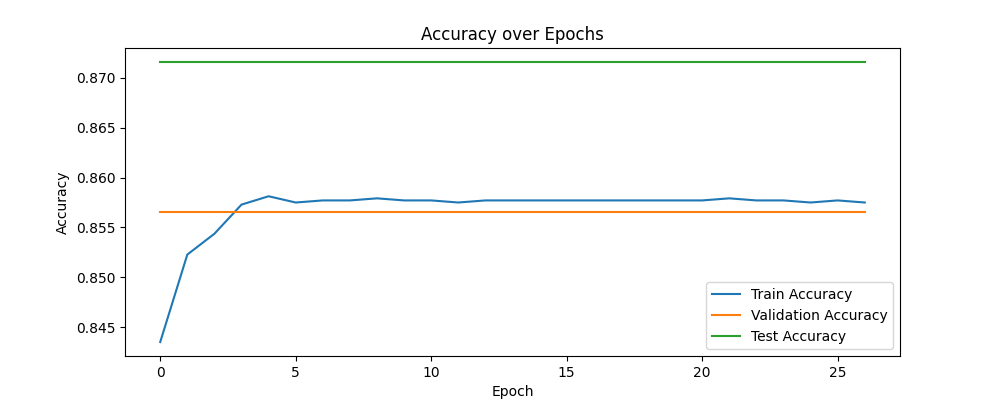 Accuracy over Epochs
Accuracy
0.870
0.865
0.860
0.855
0.850
0.845
0
5
10
15
20
25
Epoch
Train Accuracy
Validation Accuracy
Test Accuracy